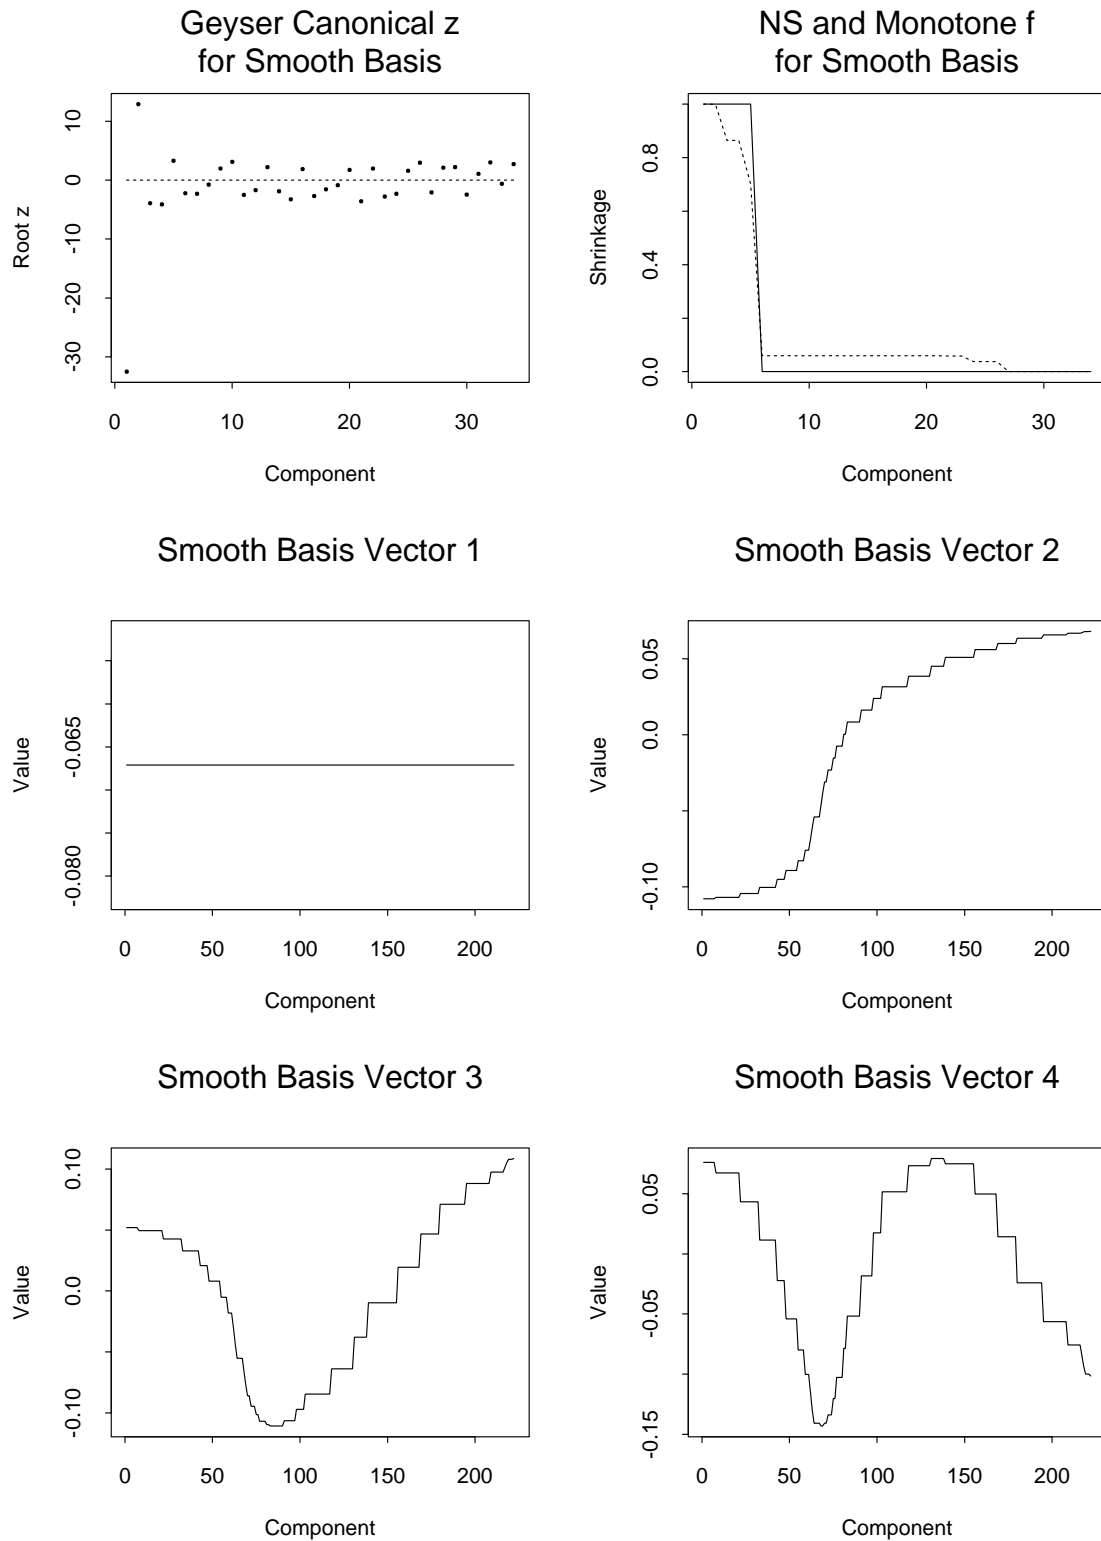 Geyser Canonical z
for Smooth Basis
Root z
10
0
-10
-20
-30
0 10 20 30
Component
NS and Monotone f
for Smooth Basis
Shrinkage
0.8
0.4
0.0
0 10 20 30
Component
Smooth Basis Vector 1
Value
-0.065
-0.080
0 50 100 150 200
Component
Smooth Basis Vector 2
Value
0.05
0.0
-0.10
0 50 100 150 200
Component
Smooth Basis Vector 3
Value
0.10
0.0
-0.10
0 50 100 150 200
Component
Smooth Basis Vector 4
Value
0.05
-0.05
-0.15
0 50 100 150 200
Component